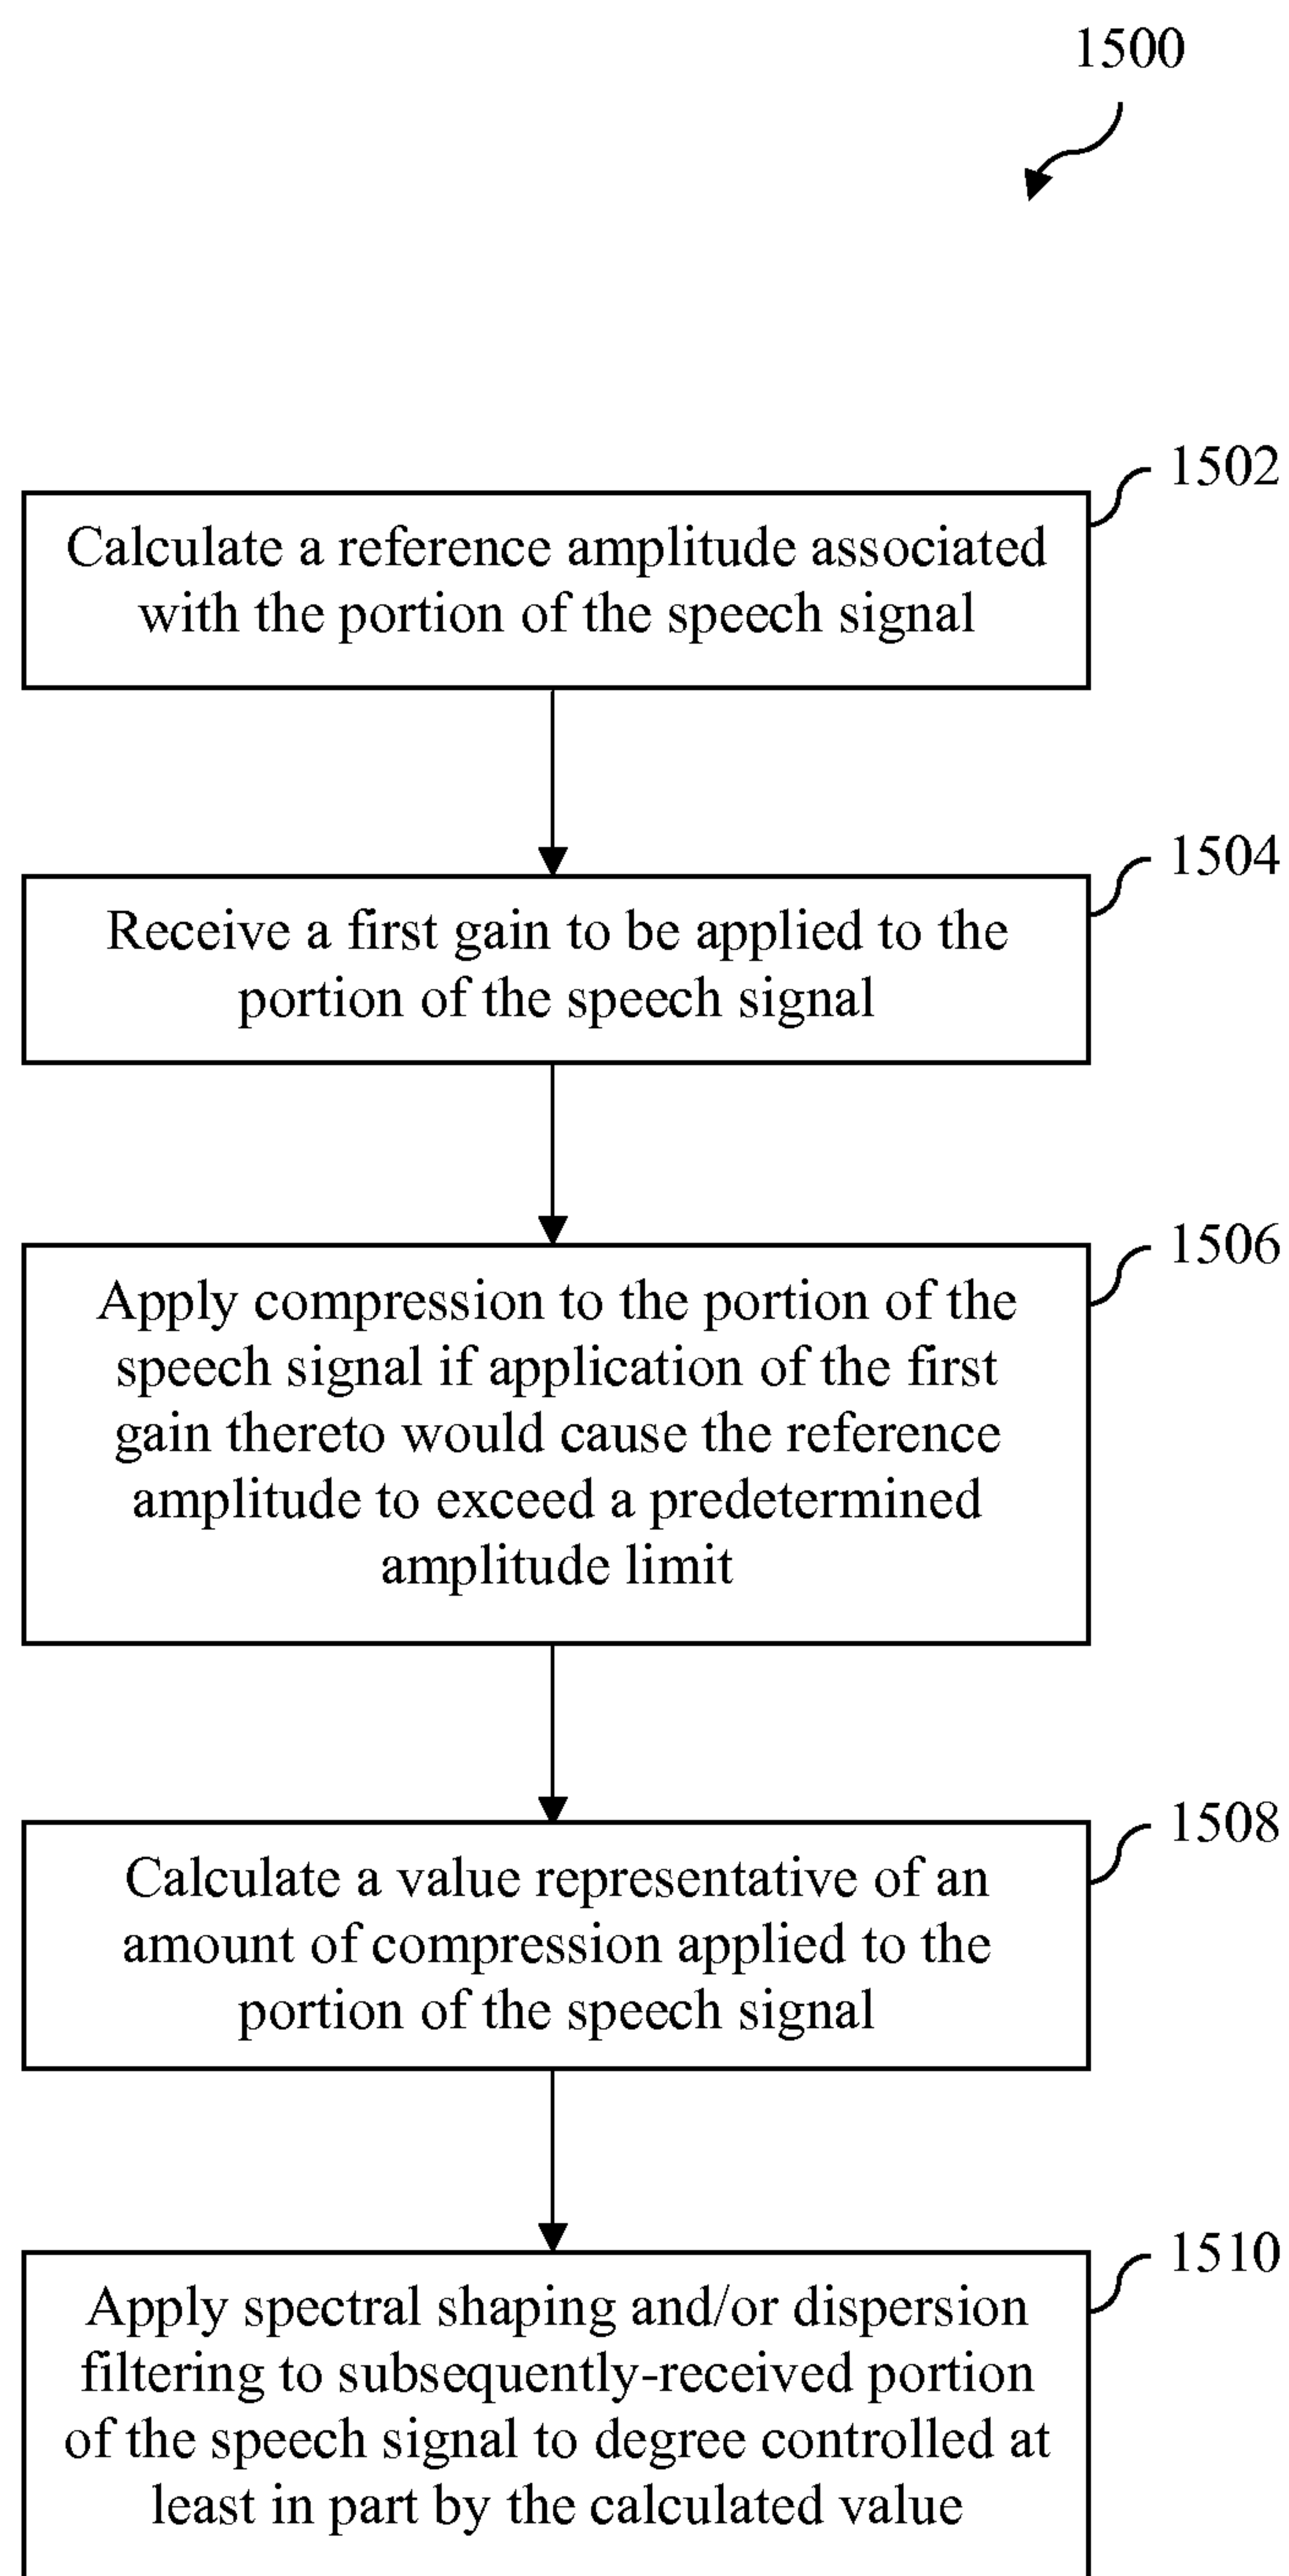 1500
1502
Calculate a reference amplitude associated
with the portion of the speech signal
1504
Receive a first gain to be applied to the
portion of the speech signal
1506
Apply compression to the portion of the
speech signal if application of the first
gain thereto would cause the reference
amplitude to exceed a predetermined
amplitude limit
1508
Calculate a value representative of an
amount of compression applied to the
portion of the speech signal
1510
Apply spectral shaping and/or dispersion
filtering to subsequently-received portion
of the speech signal to degree controlled at
least in part by the calculated value